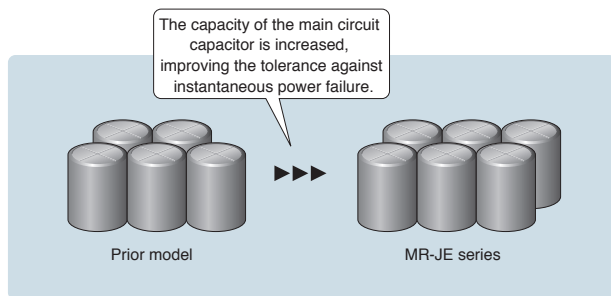 The capacity of the main circuit
capacitor is increased,
improving the tolerance against
instantaneous power failure.
Prior model
MR-JE series